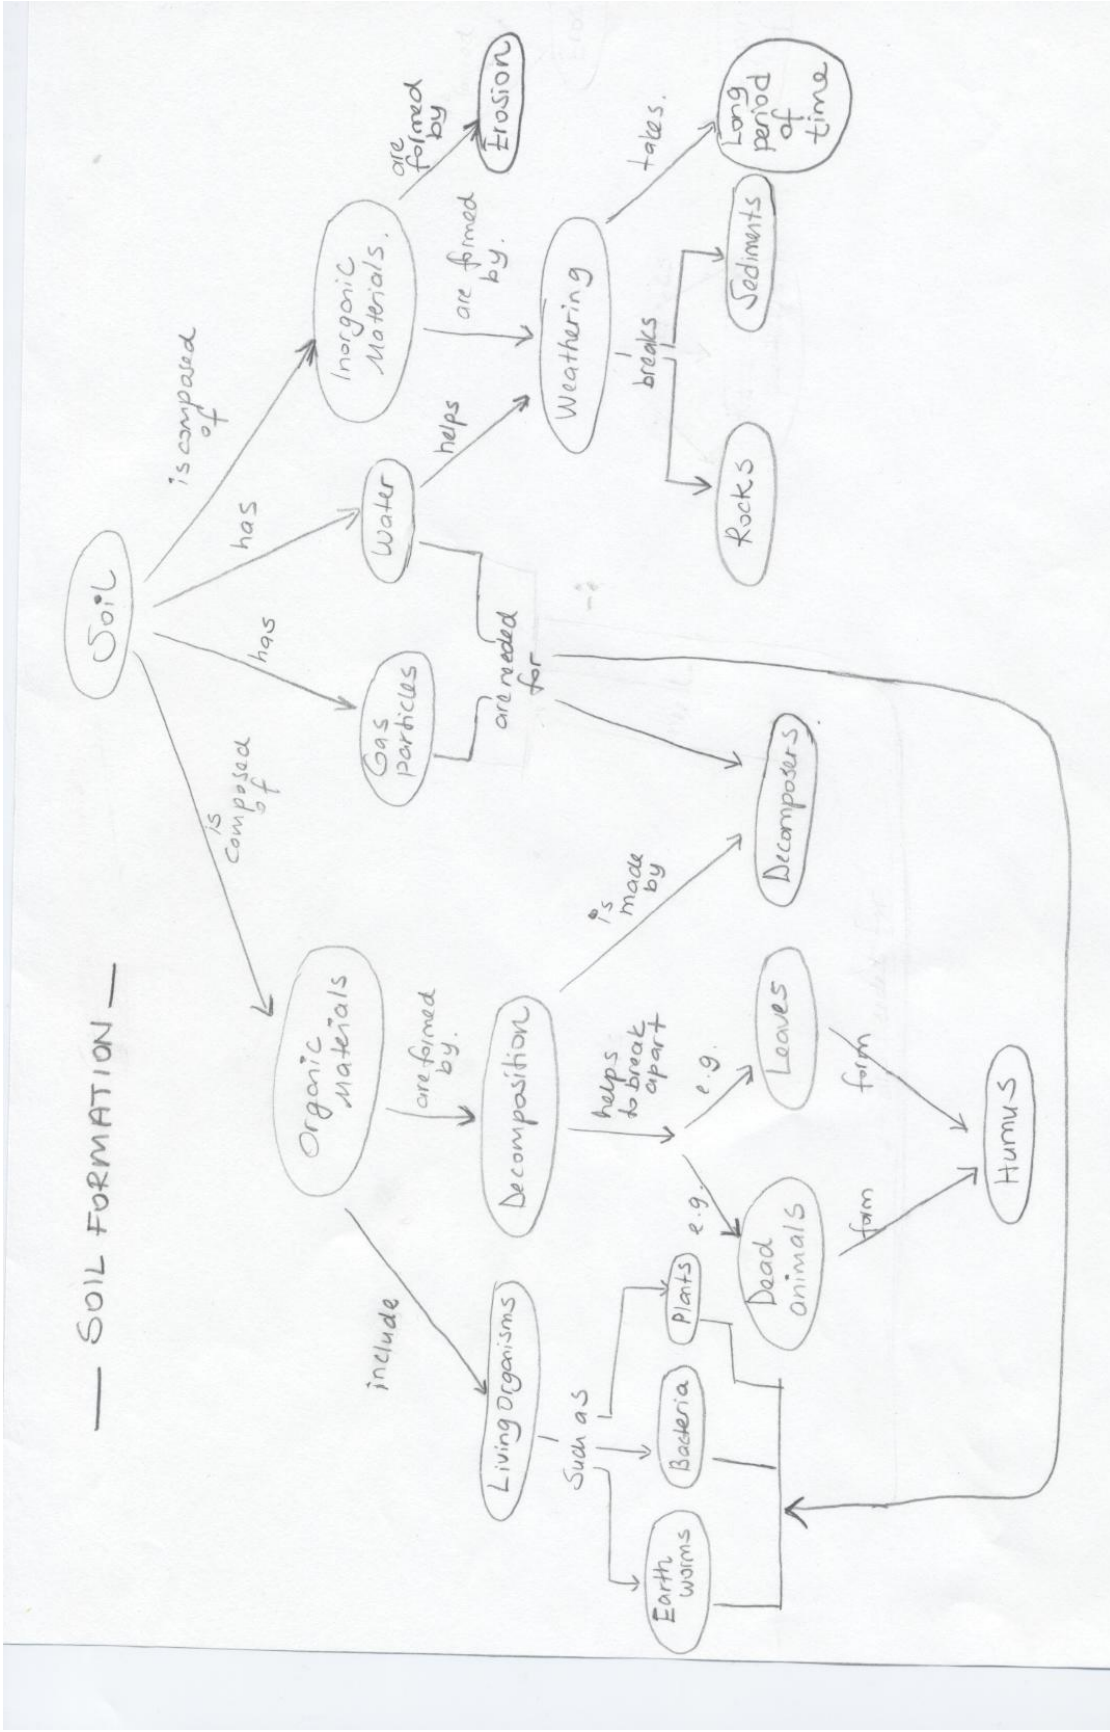 — SOIL FORMATION —
Soil
is
composed
of
has
has
is composed
of
Organic
Materials
Gas
particles
Water
Inorganic
Materials.
include
are formed
by.
are needed
for
helps
are formed
by.
are
formed
by
Erosion
Living Organisms
Decomposition
Weathering
such as
helps
to break
apart
is
made
by
breaks
takes.
Earth
worms
Bacteria
Plants
e.g.
e.g.
Dead
animals
Leaves
Decomposers
Rocks
Sediments
Long
period
of
time
form
form
Humus